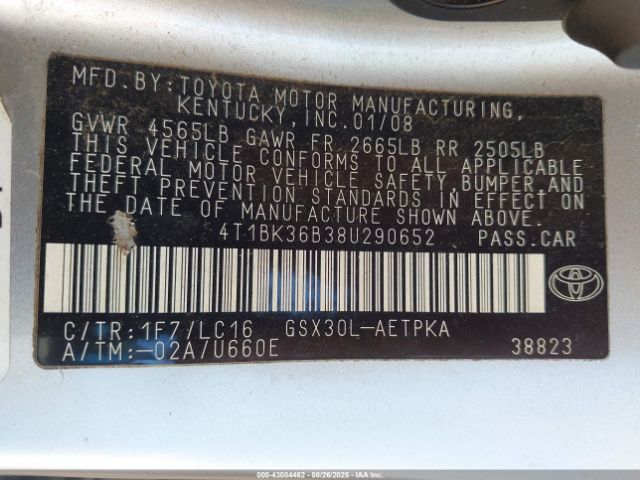 MFD.BY:TOYOTA MOTOR MANUFACTURING,
KENTUCKY,INC.01/08
GVWR 4565LB GAWR FR 2665LB RR 2505LB
THIS VEHICLE CONFORMS TO ALL APPLICABLE
FEDERAL MOTOR VEHICLE SAFETY,BUMPER,AND
THEFT PREVENTION STANDARDS IN EFFECT ON
THE DATE OF MANUFACTURE SHOWN ABOVE.
4T1BK36B38U290652 PASS.CAR
C/TR:1F7/LC16 GSX30L-AETPKA
A/TM:-02A/U660E 38823
000-43084462 - 08/26/2025 - 0000
IAA Inc.